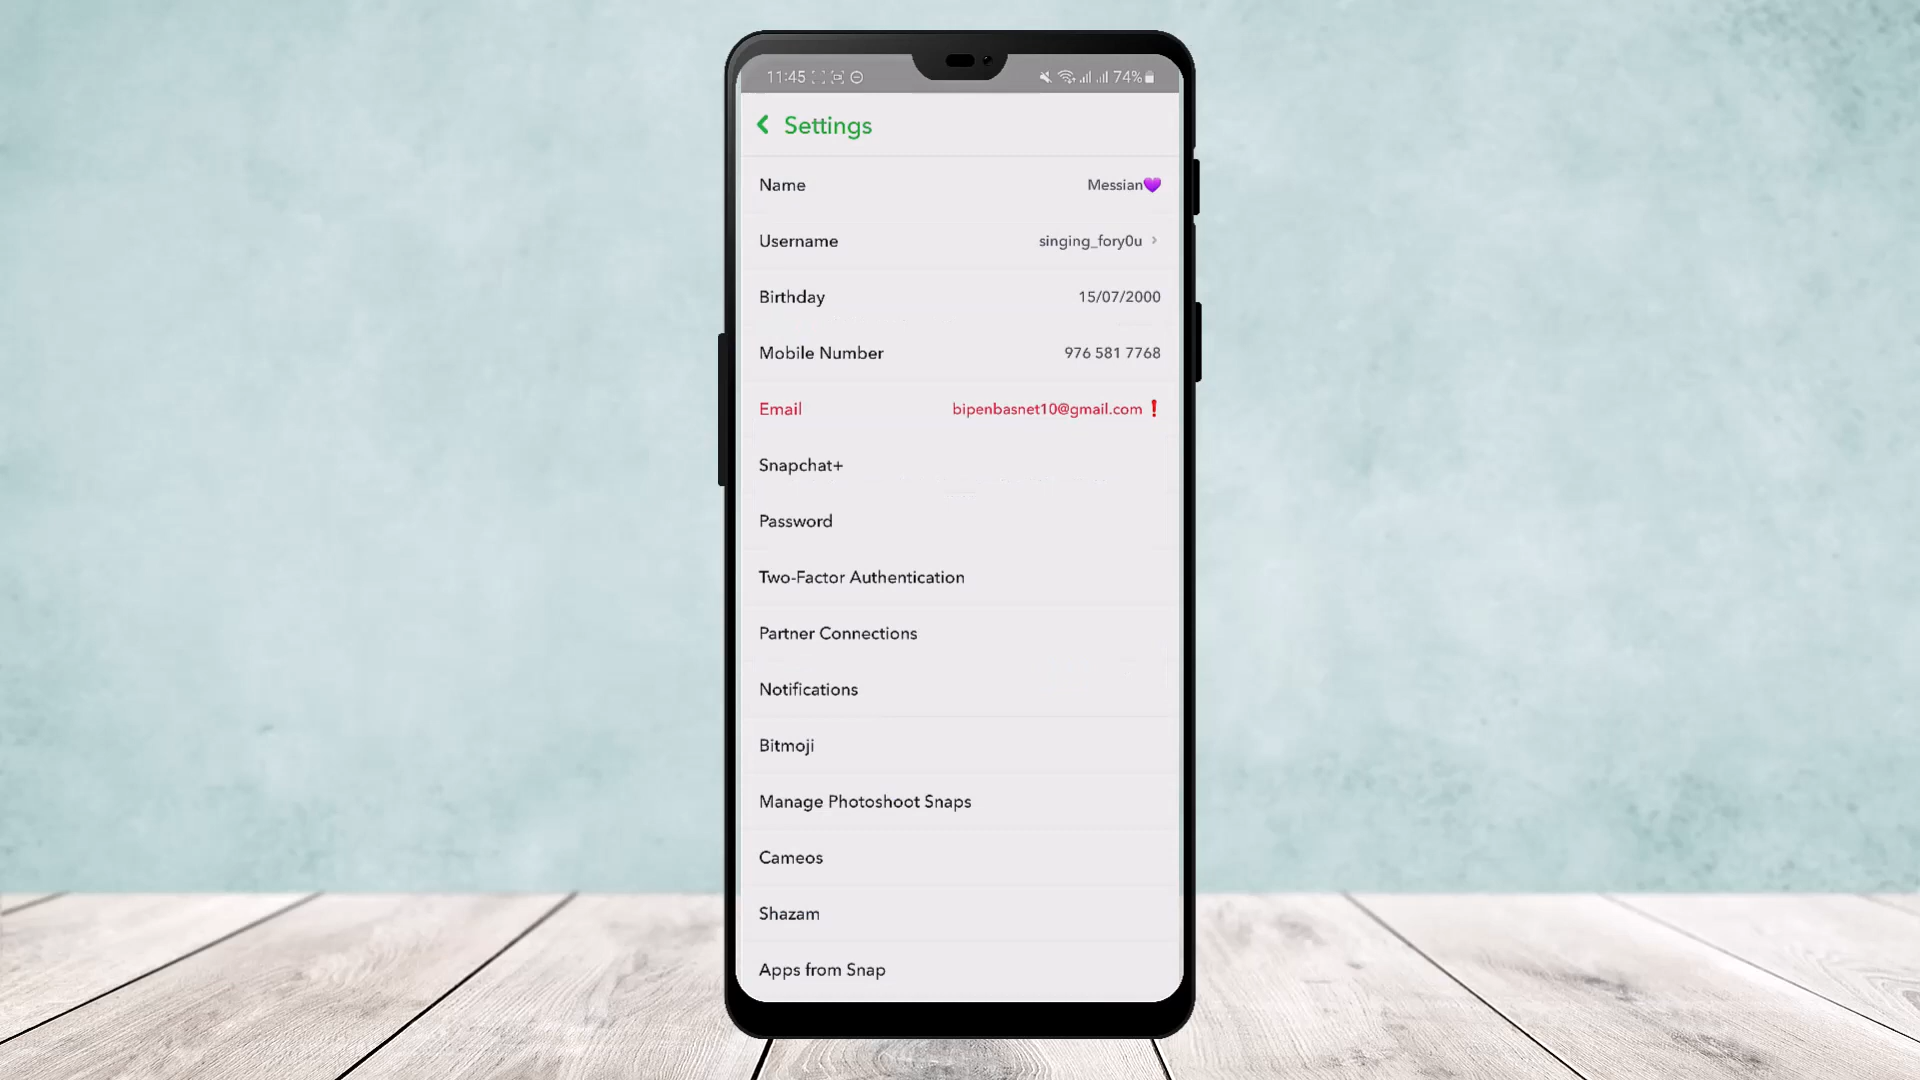 11:45 74%
Settings
Name Messian💜
Username singing_fory0u
Birthday 15/07/2000
Mobile Number 976 581 7768
Email bipenbasnet10@gmail.com ❗
Snapchat+
Password
Two-Factor Authentication
Partner Connections
Notifications
Bitmoji
Manage Photoshoot Snaps
Cameos
Shazam
Apps from Snap